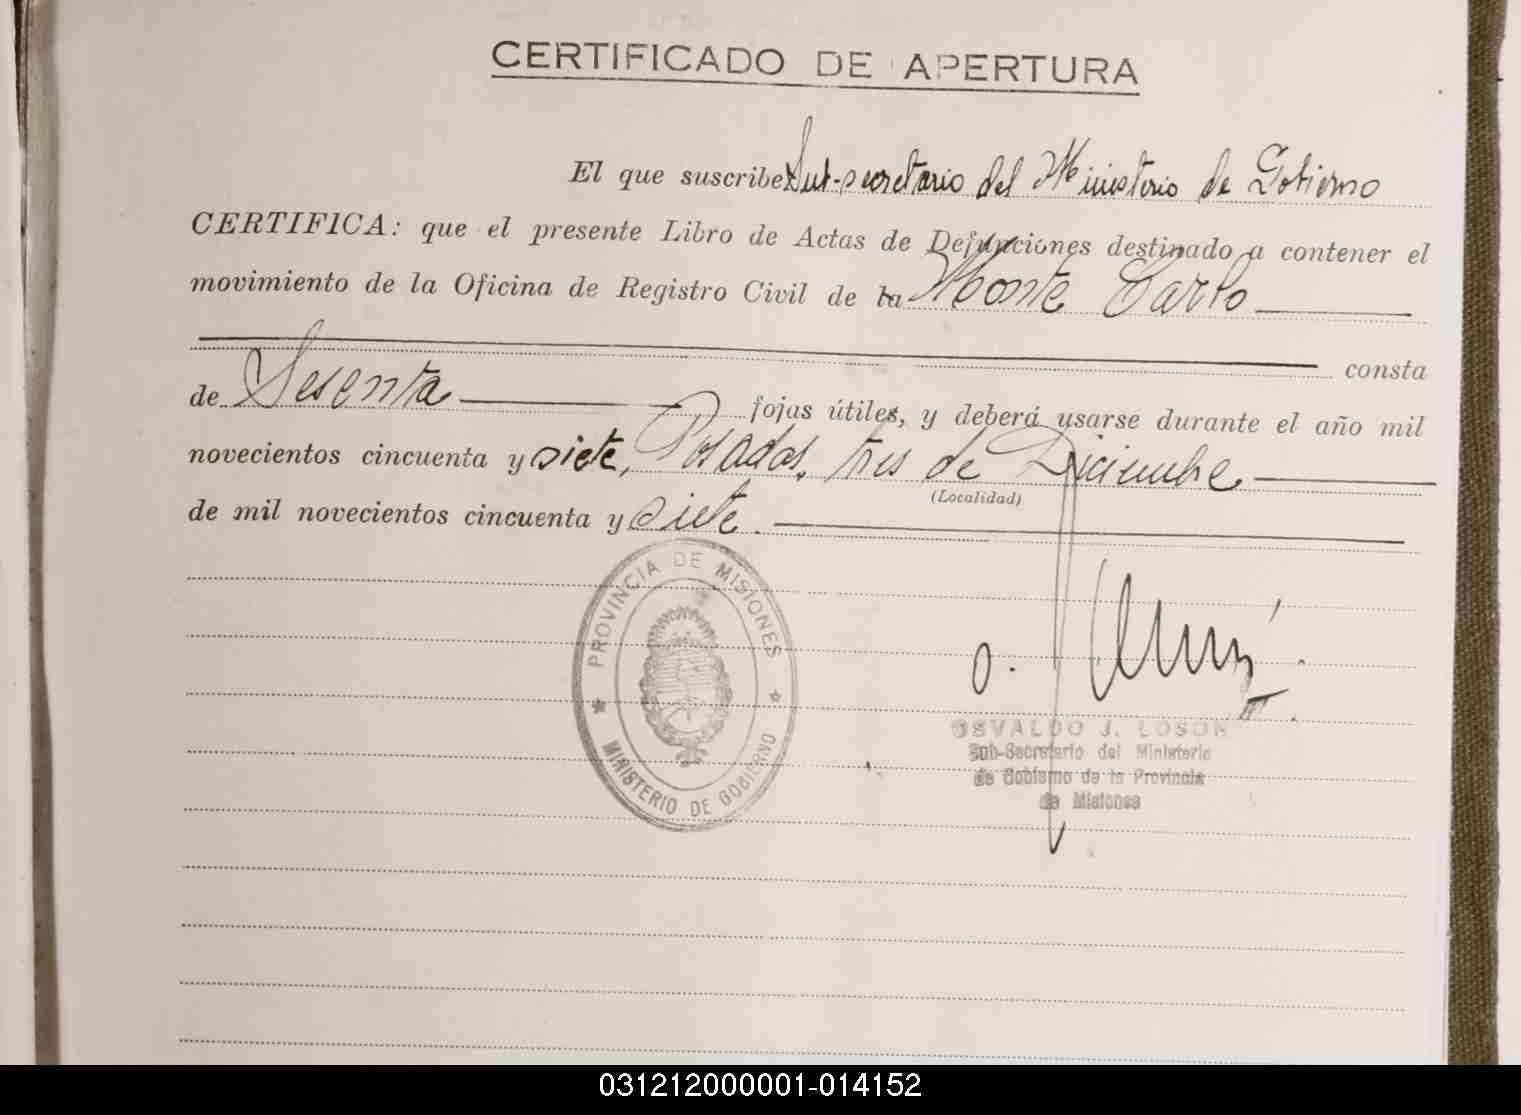 CERTIFICADO DE APERTURA
El que suscribe, Sub-secretario del Ministerio de Gobierno
CERTIFICA: que el presente Libro de Actas de Defunciones destinado a contener el
movimiento de la Oficina de Registro Civil de la Monte Carlo
consta
de Sesenta fojas útiles, y deberá usarse durante el año mil
novecientos cincuenta y siete, Posadas, tres de Diciembre
(Localidad)
de mil novecientos cincuenta y siete.
PROVINCIA DE MISIONES
MINISTERIO DE GOBIERNO
OSVALDO J. LOSON
Sub-Secretario del Ministerio
de Gobierno de la Provincia
de Misiones
031212000001-014152